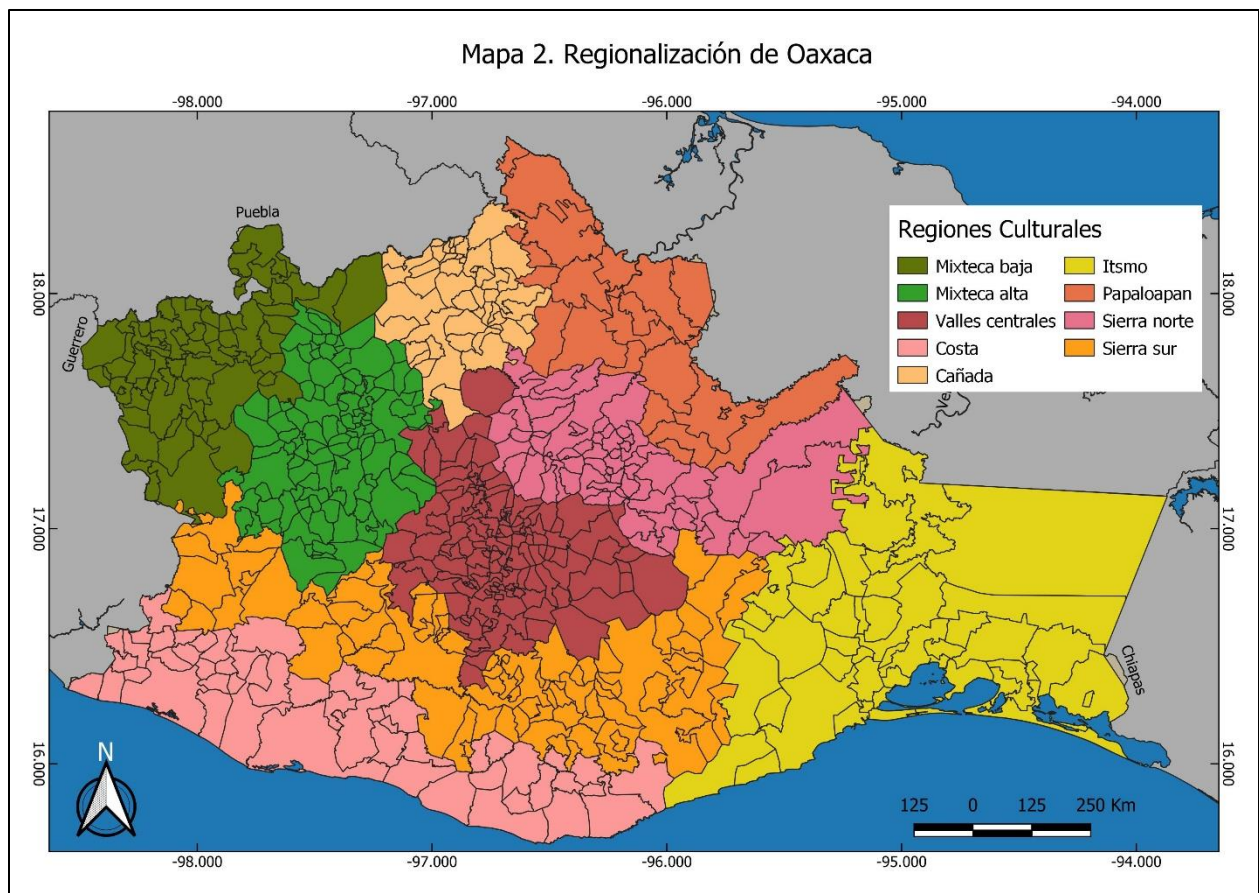 Mapa 2. Regionalización de Oaxaca
-98.000 -97.000 -96.000 -95.000 -94.000
Puebla
Guerrero
18.000
17.000
16.000
Regiones Culturales
Mixteca baja
Mixteca alta
Valles centrales
Costa
Cañada
Itsmo
Papaloapan
Sierra norte
Sierra sur
18.000
17.000
16.000
Chiapas
N
125 0 125 250 Km
-98.000 -97.000 -96.000 -95.000 -94.000